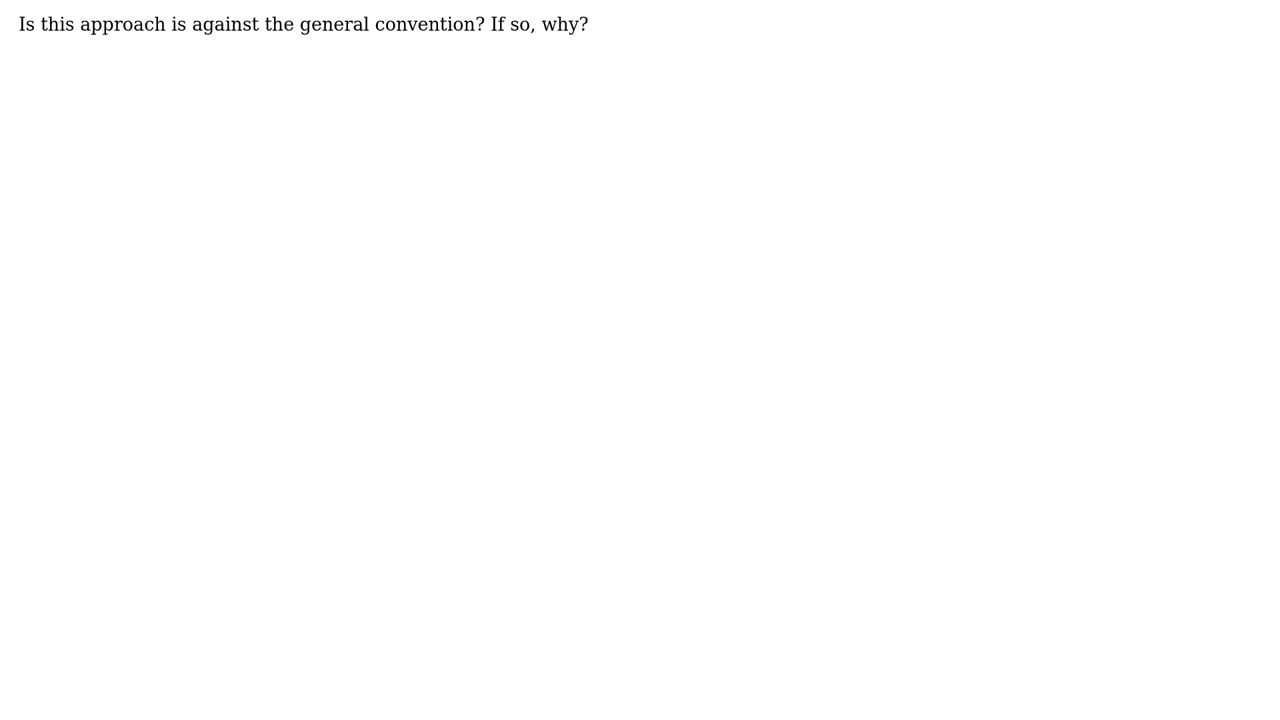 Is this approach is against the general convention? If so, why?